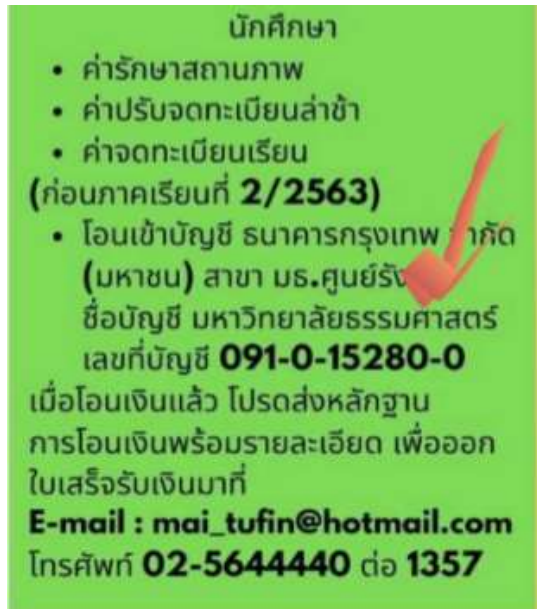 นักศึกษา
• ค่ารักษาสถานภาพ
• ค่าปรับจดทะเบียนล่าช้า
• ค่าจดทะเบียนเรียน
(ก่อนภาคเรียนที่ 2/2563)
• โอนเข้าบัญชี ธนาคารกรุงเทพ
(มหาชน) สาขา มธ.ศูนย์รัง
ชื่อบัญชี มหาวิทยาลัยธรรมศาสตร์
เลขที่บัญชี 091-0-15280-0
เมื่อโอนเงินแล้ว โปรดส่งหลักฐาน
การโอนเงินพร้อมรายละเอียด เพื่อออก
ใบเสร็จรับเงินมาที่
E-mail : mai_tufin@hotmail.com
โทรศัพท์ 02-5644440 ต่อ 1357